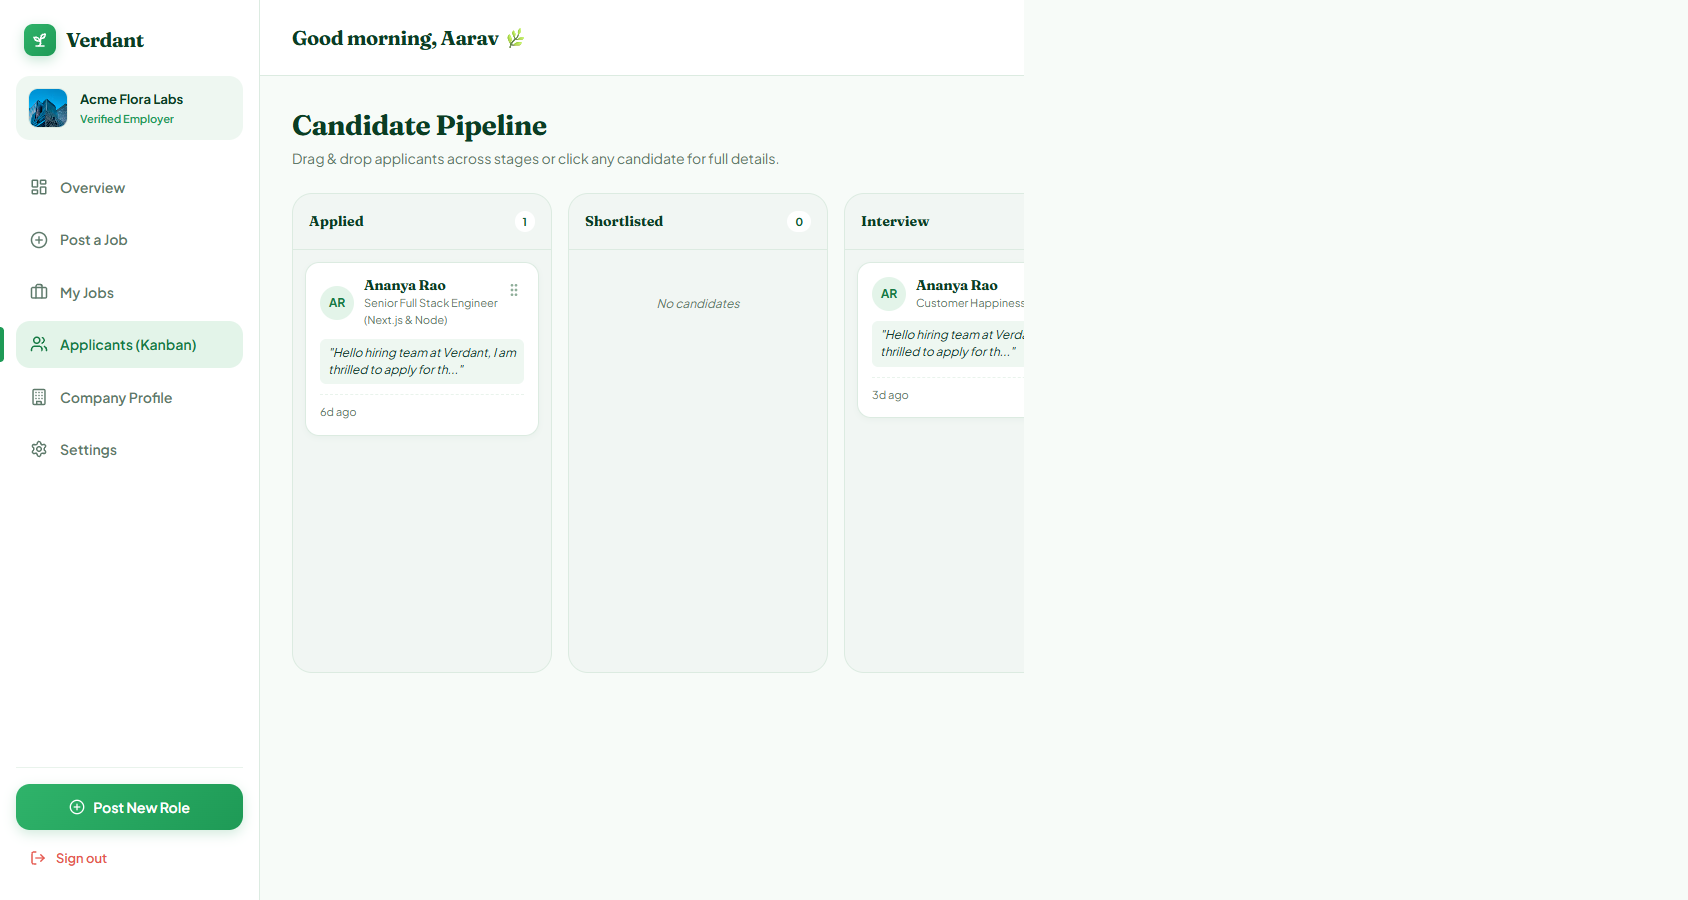 Verdant
Acme Flora Labs
Verified Employer
Overview
Post a Job
My Jobs
Applicants (Kanban)
Company Profile
Settings
Post New Role
Sign out
Good morning, Aarav
Candidate Pipeline
Drag & drop applicants across stages or click any candidate for full details.
Applied
1
AR
Ananya Rao
Senior Full Stack Engineer
(Next.js & Node)
"Hello hiring team at Verdant, I am
thrilled to apply for th..."
6d ago
Shortlisted
0
No candidates
Interview
AR
Ananya Rao
Customer Happiness
"Hello hiring team at Verda
thrilled to apply for th..."
3d ago